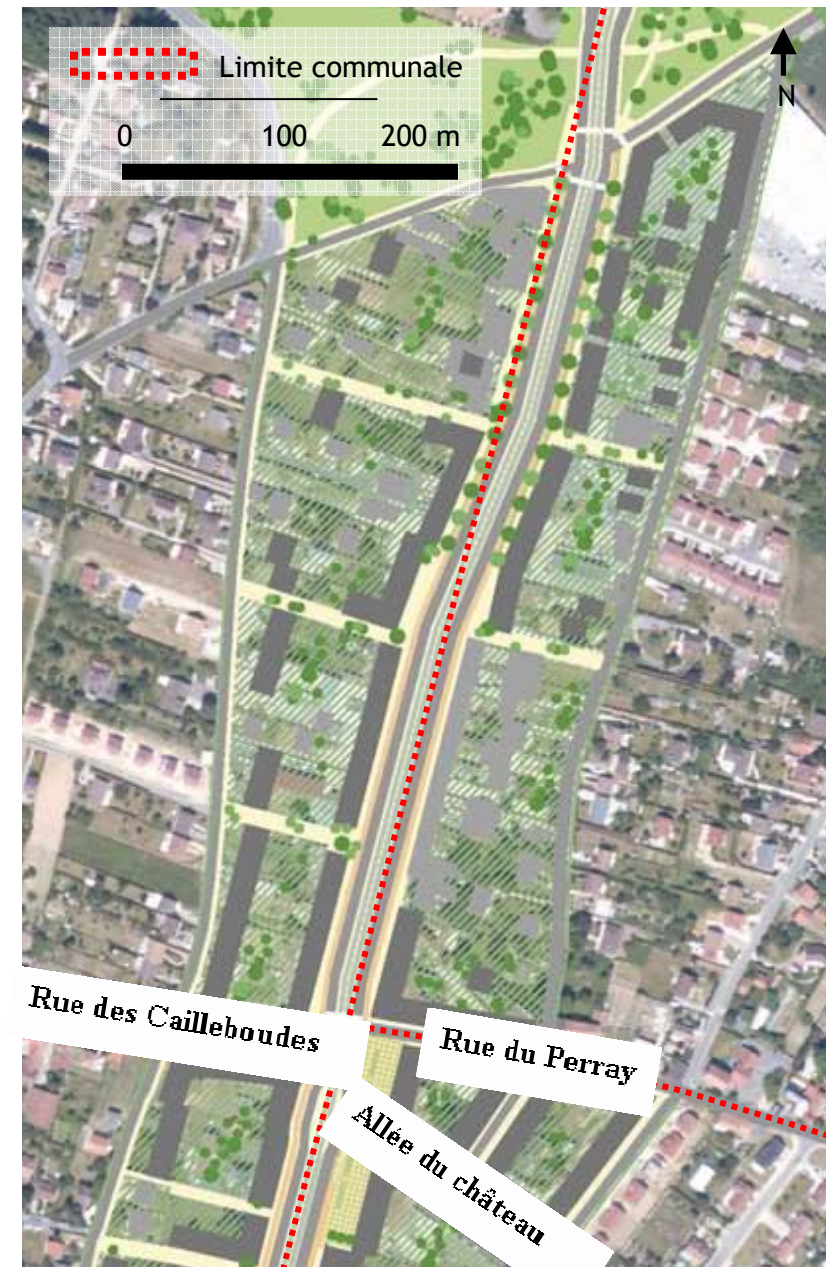 Limite communale
0 100 200 m
N
Rue des Cailleboudes
Rue du Perray
Allée du château